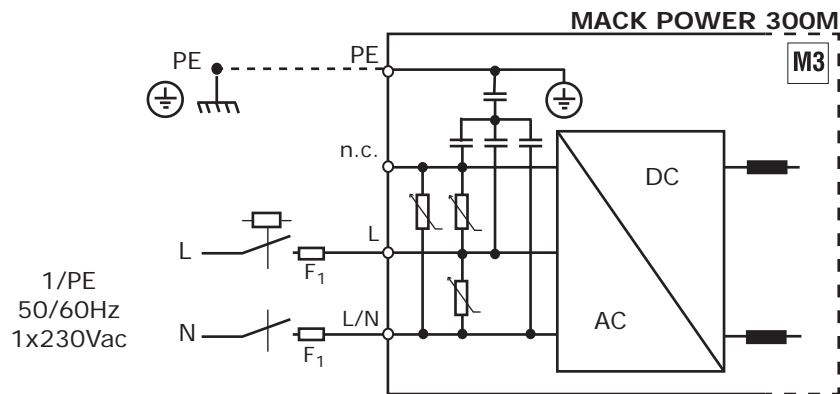 MACK POWER 300M
M3
PE
PE
n.c.
DC
L
L
F1
1/PE
50/60Hz
1x230Vac
L/N
N
F1
AC